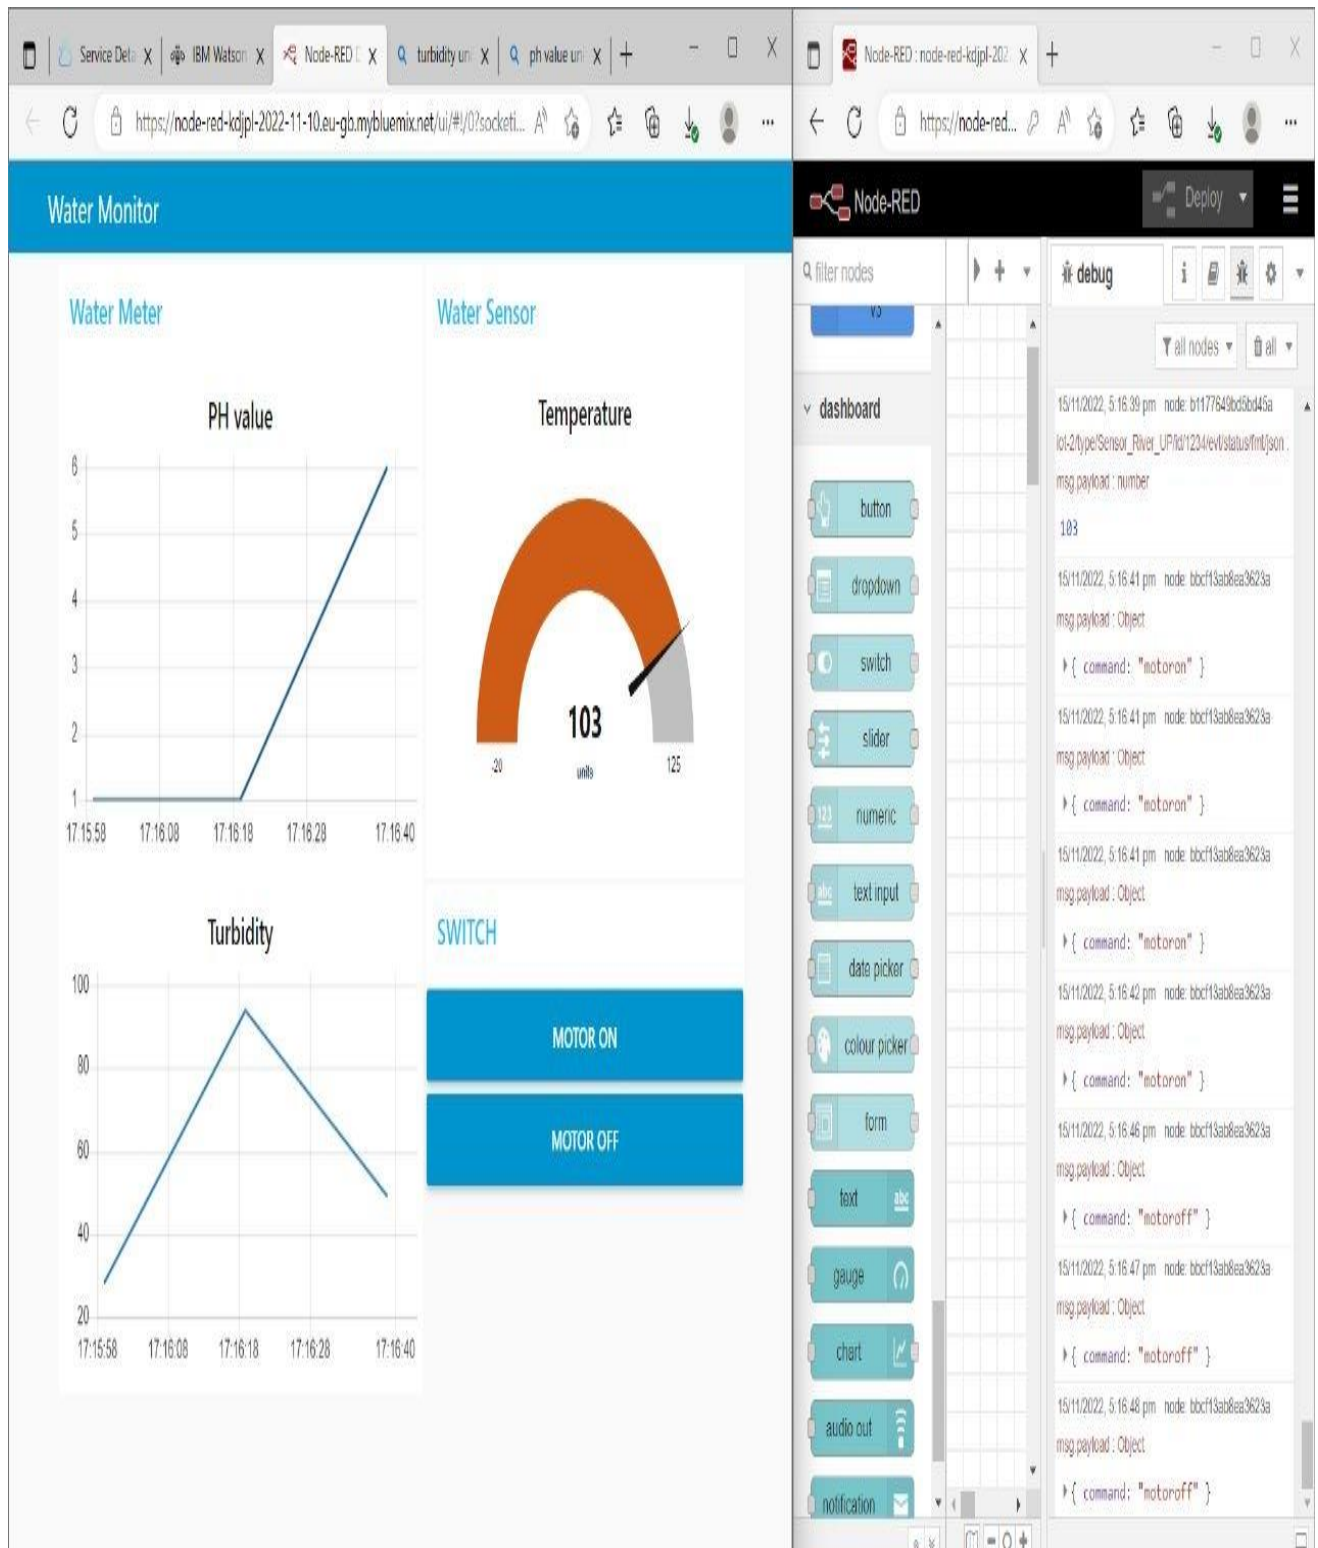 Service Deta
IBM Watson
Node-RED D
turbidity un
ph value un
https://node-red-kdjpl-2022-11-10.eu-gb.mybluemix.net/ui/#!/0?socketi...
Water Monitor
Water Meter
PH value
6
5
4
3
2
1
17:15:58 17:16:08 17:16:18 17:16:28 17:16:40
Turbidity
100
80
60
40
20
17:15:58 17:16:08 17:16:18 17:16:28 17:16:40
Water Sensor
Temperature
103
units
-20 125
SWITCH
MOTOR ON
MOTOR OFF
Node-RED : node-red-kdjpl-202
https://node-red...
Node-RED
Deploy
filter nodes
v3
dashboard
button
dropdown
switch
slider
123 numeric
abc text input
date picker
colour picker
form
text abc
gauge
chart
audio out
notification
debug
i
all nodes
all
15/11/2022, 5:16:39 pm node: b1177649bd5bd45a
iot-2/type/Sensor_River_UP/id/1234/evt/status/fmt/json :
msg.payload : number
103
15/11/2022, 5:16:41 pm node: bbcf13ab8ea3623a
msg.payload : Object
{ command: "motoron" }
15/11/2022, 5:16:41 pm node: bbcf13ab8ea3623a
msg.payload : Object
{ command: "motoron" }
15/11/2022, 5:16:41 pm node: bbcf13ab8ea3623a
msg.payload : Object
{ command: "motoron" }
15/11/2022, 5:16:42 pm node: bbcf13ab8ea3623a
msg.payload : Object
{ command: "motoron" }
15/11/2022, 5:16:46 pm node: bbcf13ab8ea3623a
msg.payload : Object
{ command: "motoroff" }
15/11/2022, 5:16:47 pm node: bbcf13ab8ea3623a
msg.payload : Object
{ command: "motoroff" }
15/11/2022, 5:16:48 pm node: bbcf13ab8ea3623a
msg.payload : Object
{ command: "motoroff" }